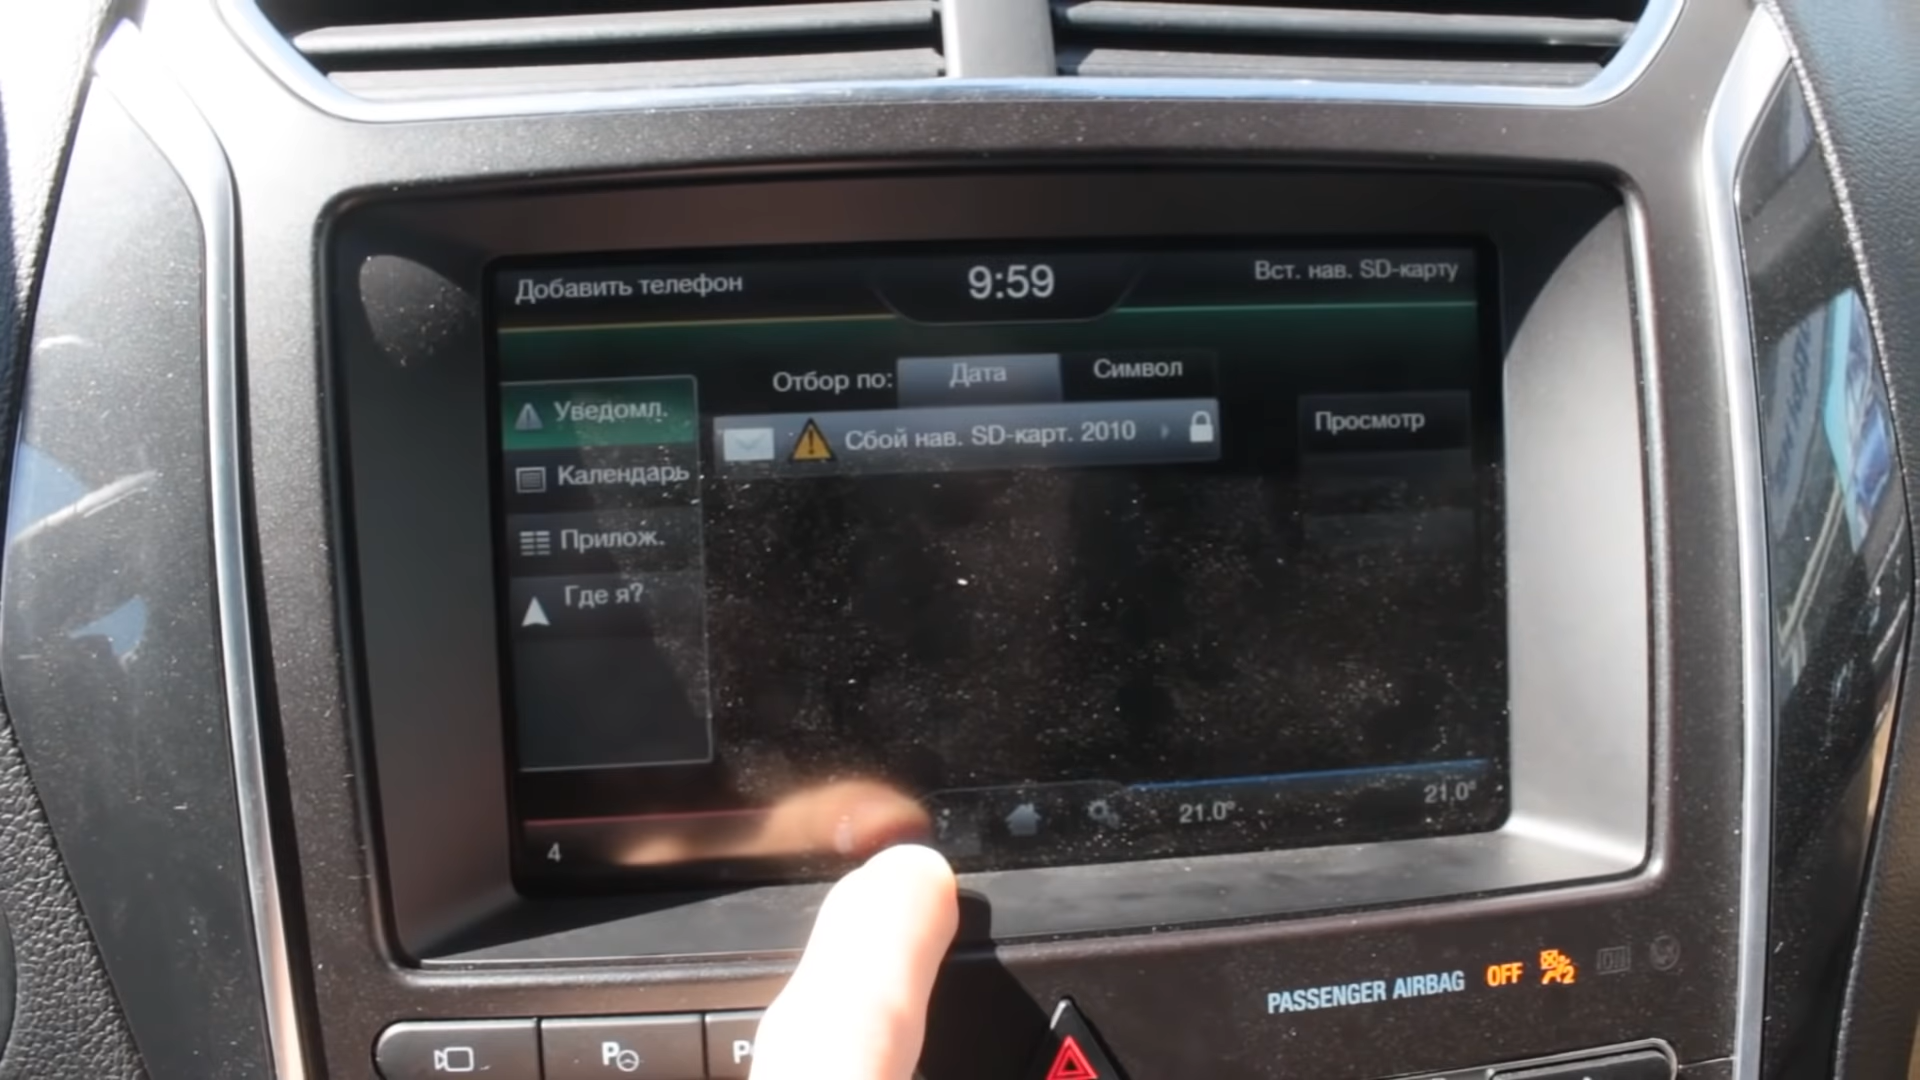 Добавить телефон
9:59
Вст. нав. SD-карту
Отбор по:
Дата
Символ
Уведомл.
Сбой нав. SD-карт. 2010
Просмотр
Календарь
Прилож.
Где я?
4
?
21.0°
21.0°
PASSENGER AIRBAG OFF
2
P
P